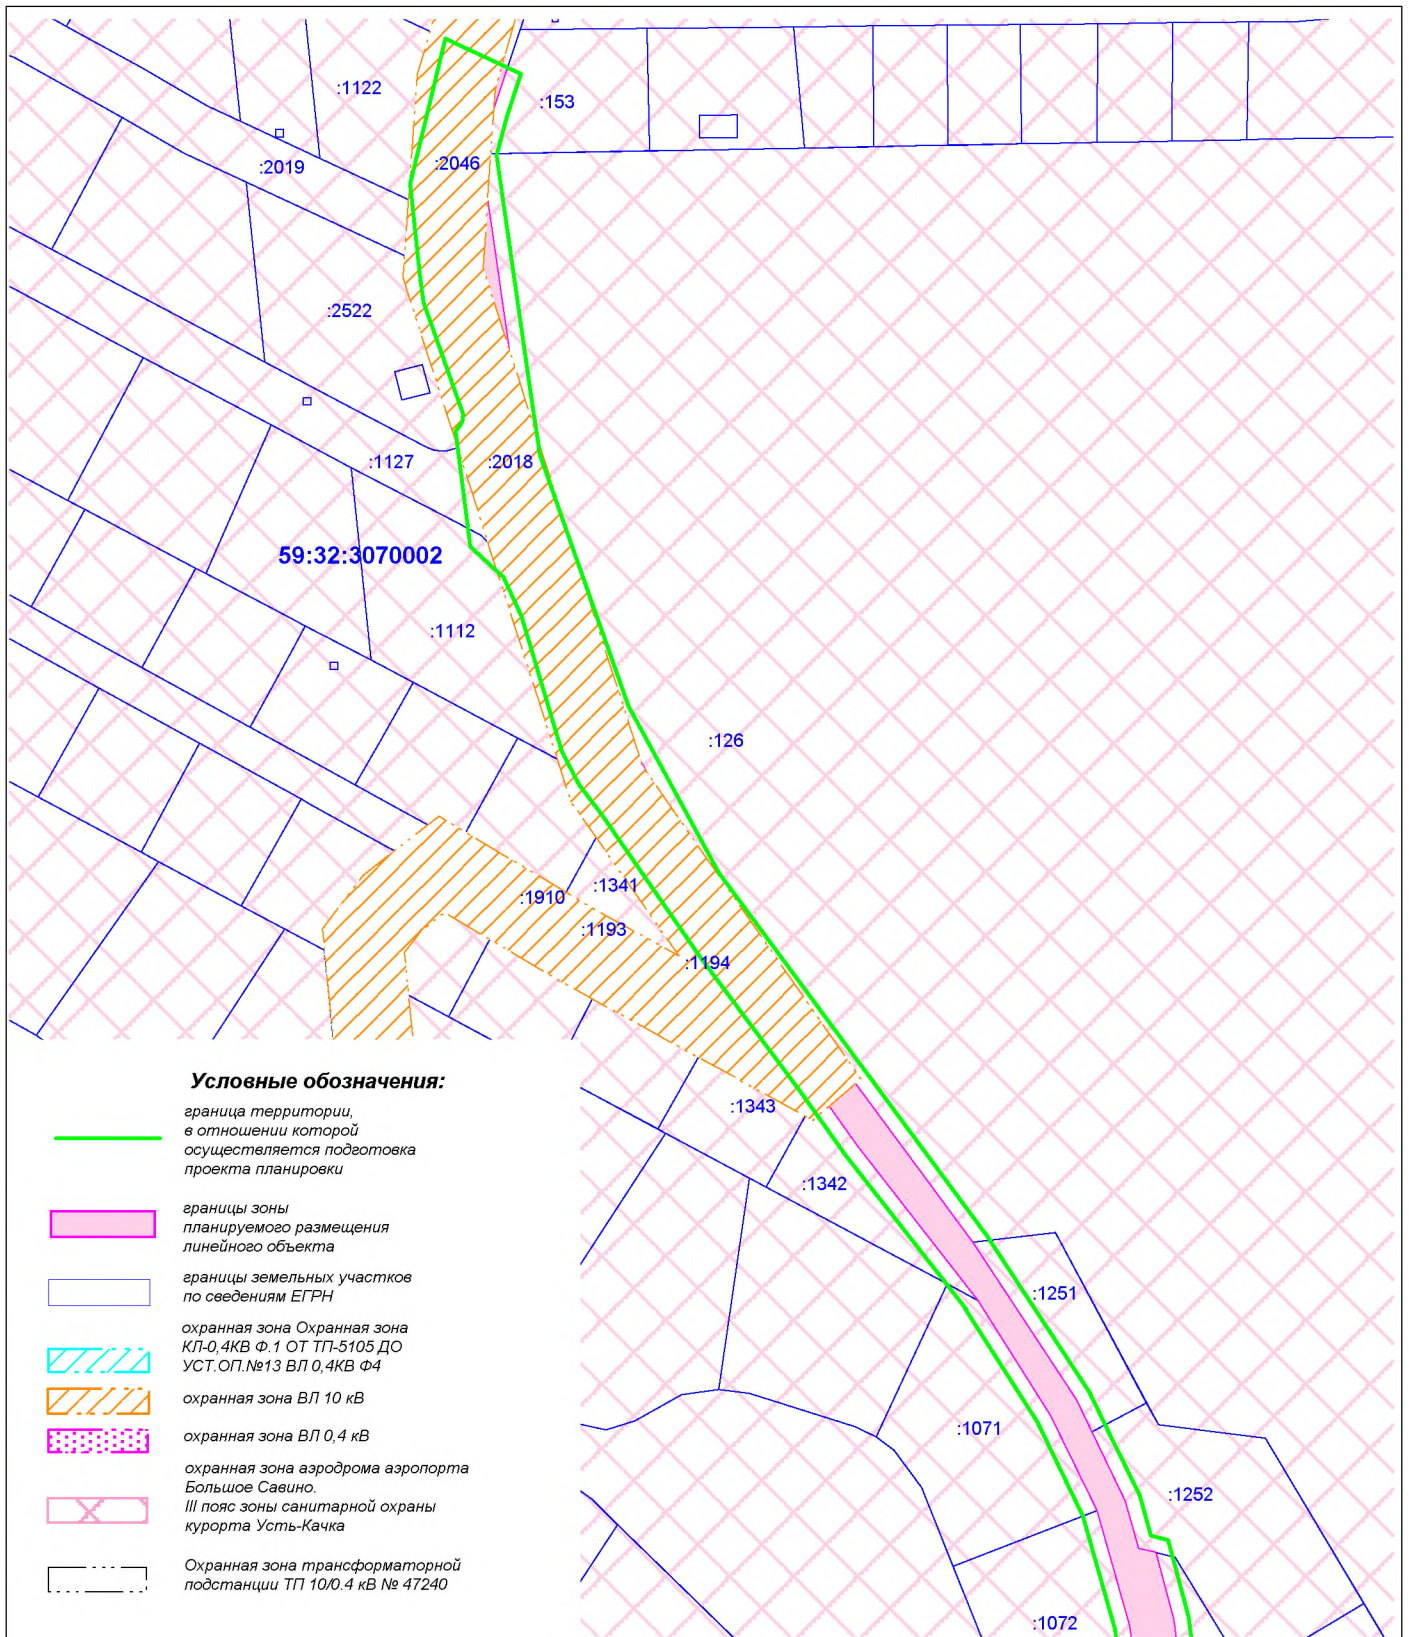 :1122
:153
:2019
:2046
:2522
:1127
:2018
59:32:3070002
:1112
:126
:1341
:1910
:1193
:1194
:1343
:1342
:1251
:1071
:1252
:1072
Условные обозначения:
граница территории,
в отношении которой
осуществляется подготовка
проекта планировки
границы зоны
планируемого размещения
линейного объекта
границы земельных участков
по сведениям ЕГРН
охранная зона Охранная зона
КЛ-0,4КВ Ф.1 ОТ ТП-5105 ДО
УСТ.ОП.№13 ВЛ 0,4КВ Ф4
охранная зона ВЛ 10 кВ
охранная зона ВЛ 0,4 кВ
охранная зона аэродрома аэропорта
Большое Савино.
III пояс зоны санитарной охраны
курорта Усть-Качка
Охранная зона трансформаторной
подстанции ТП 10/0.4 кВ № 47240